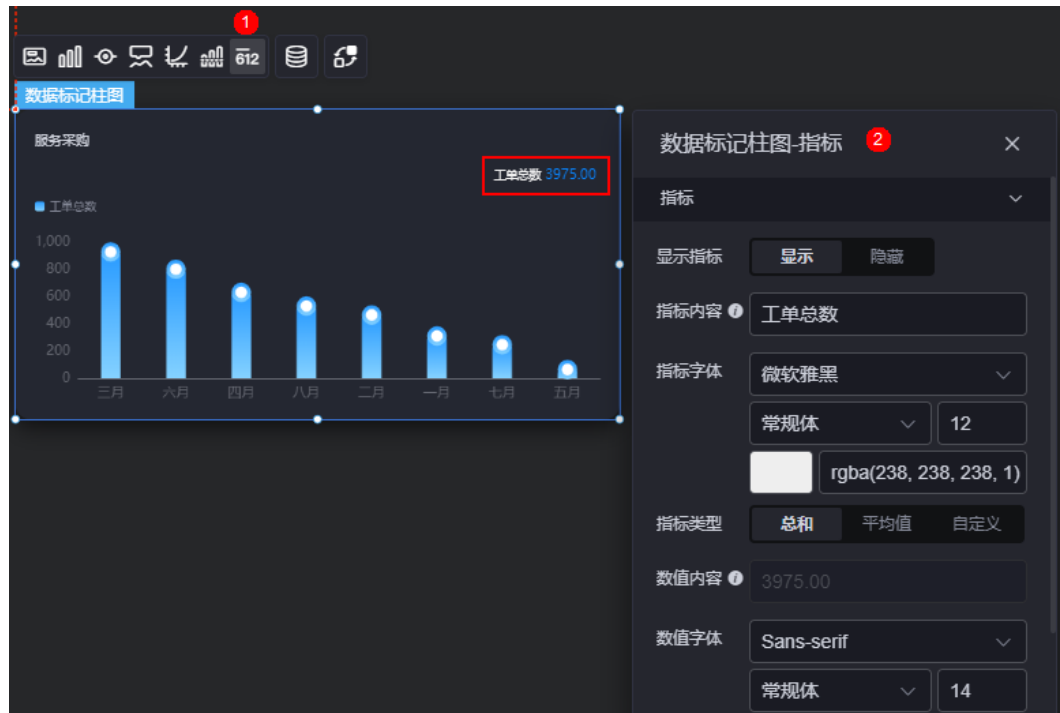 1
612
数据标记柱图
服务采购
工单总数 3975.00
工单总数
1,000
800
600
400
200
0
三月 六月 四月 八月 二月 一月 七月 五月
数据标记柱图-指标 2
指标
显示指标 显示 隐藏
指标内容 工单总数
指标字体 微软雅黑
常规体 12
rgba(238, 238, 238, 1)
指标类型 总和 平均值 自定义
数值内容 3975.00
数值字体 Sans-serif
常规体 14